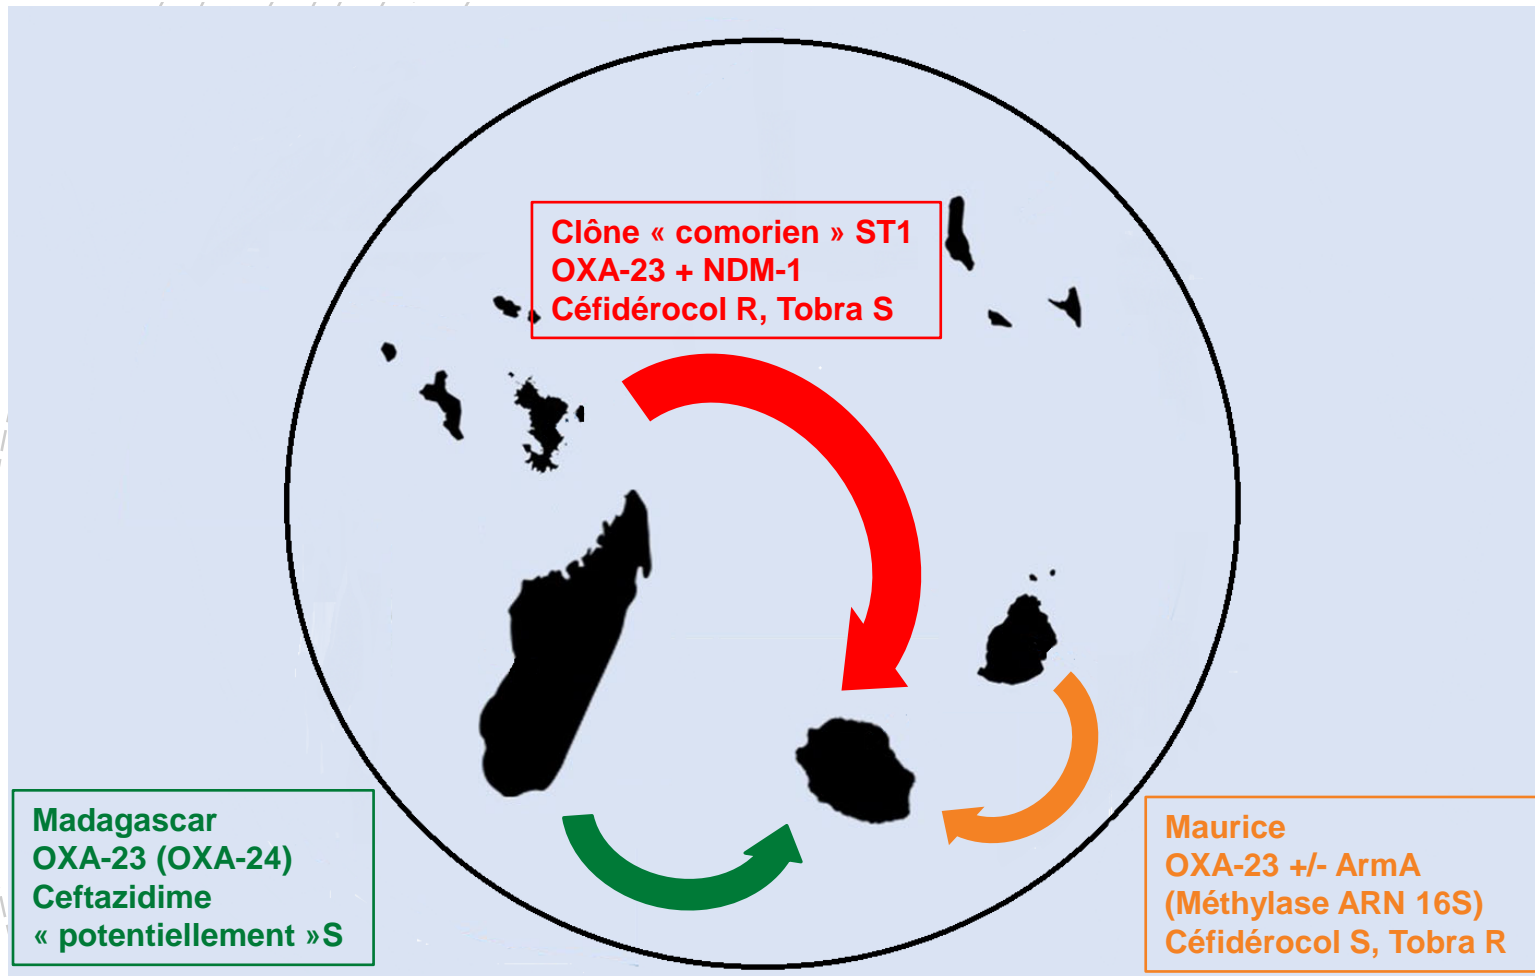 Clône « comorien » ST1
OXA-23 + NDM-1
Céfidérocol R, Tobra S
Madagascar
OXA-23 (OXA-24)
Ceftazidime
« potentiellement »S
Maurice
OXA-23 +/- ArmA
(Méthylase ARN 16S)
Céfidérocol S, Tobra R